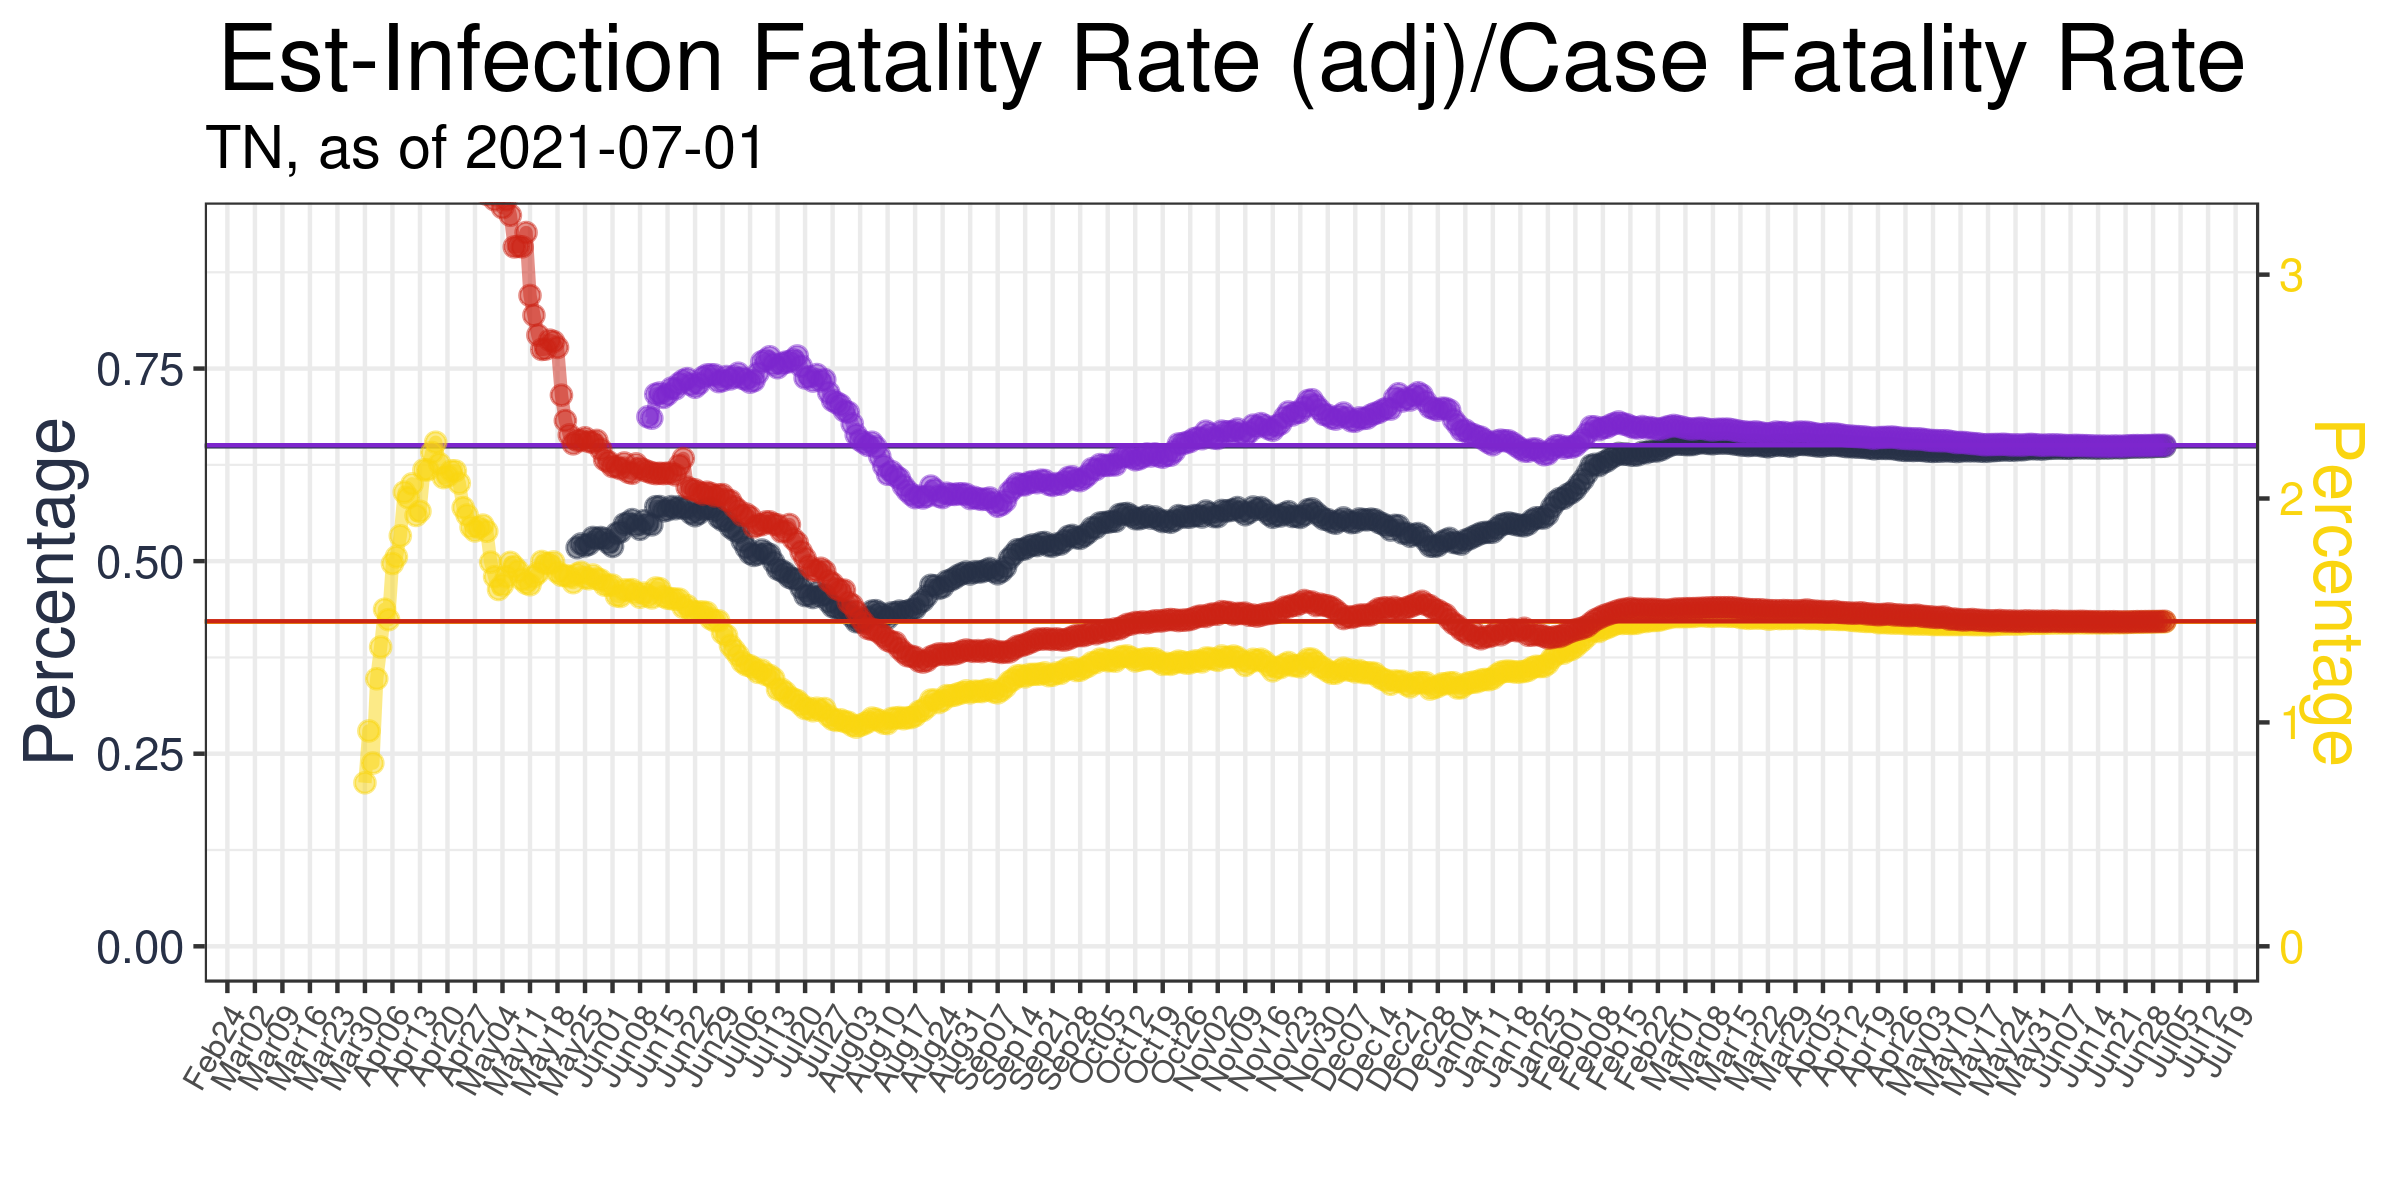 Est-Infection Fatality Rate (adj)/Case Fatality Rate
TN, as of 2021-07-01
Percentage
0.75
0.50
0.25
0.00
3
2
1
0
Percentage
Feb24
Mar02
Mar09
Mar16
Mar23
Mar30
Apr06
Apr13
Apr20
Apr27
May04
May11
May18
May25
Jun01
Jun08
Jun15
Jun22
Jun29
Jul06
Jul13
Jul20
Jul27
Aug03
Aug10
Aug17
Aug24
Aug31
Sep07
Sep14
Sep21
Sep28
Oct05
Oct12
Oct19
Oct26
Nov02
Nov09
Nov16
Nov23
Nov30
Dec07
Dec14
Dec21
Dec28
Jan04
Jan11
Jan18
Jan25
Feb01
Feb08
Feb15
Feb22
Mar01
Mar08
Mar15
Mar22
Mar29
Apr05
Apr12
Apr19
Apr26
May03
May10
May17
May24
May31
Jun07
Jun14
Jun21
Jun28
Jul05
Jul12
Jul19